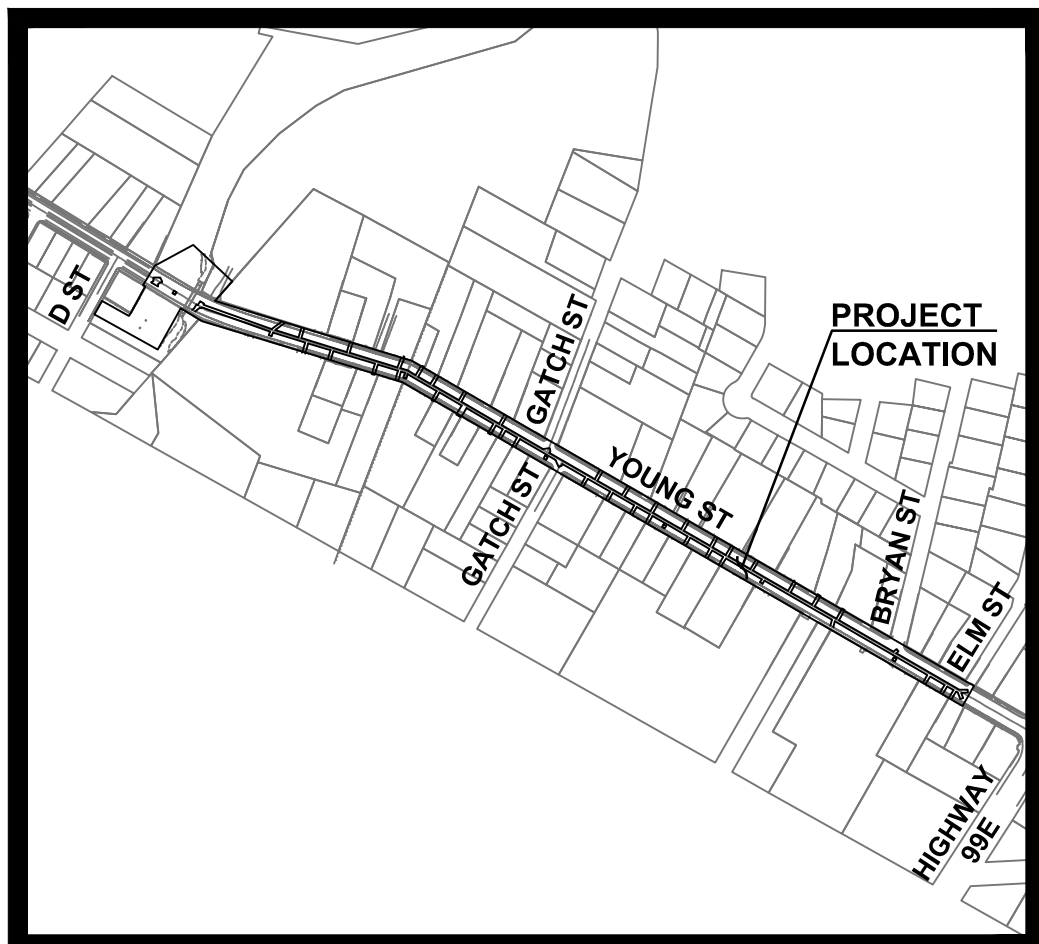 D ST
GATCH ST
PROJECT
LOCATION
GATCH ST
YOUNG ST
BRYAN ST
ELM ST
HIGHWAY
99E